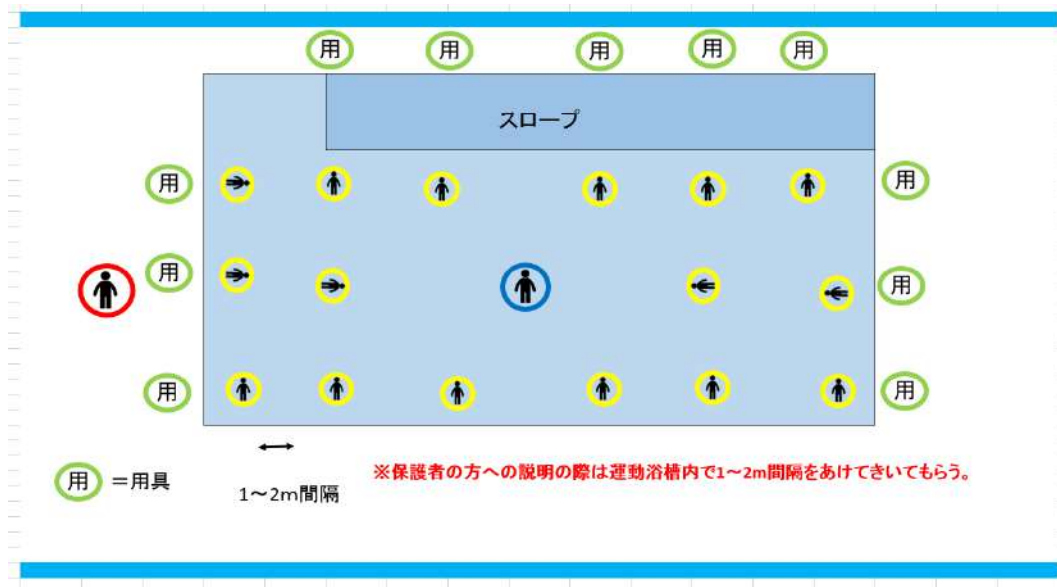 用 用 用 用 用
スロープ
用 用
用 用
用 用
用 ＝用具
1～2m間隔
※保護者の方への説明の際は運動浴槽内で1～2m間隔をあけてきいてもらう。